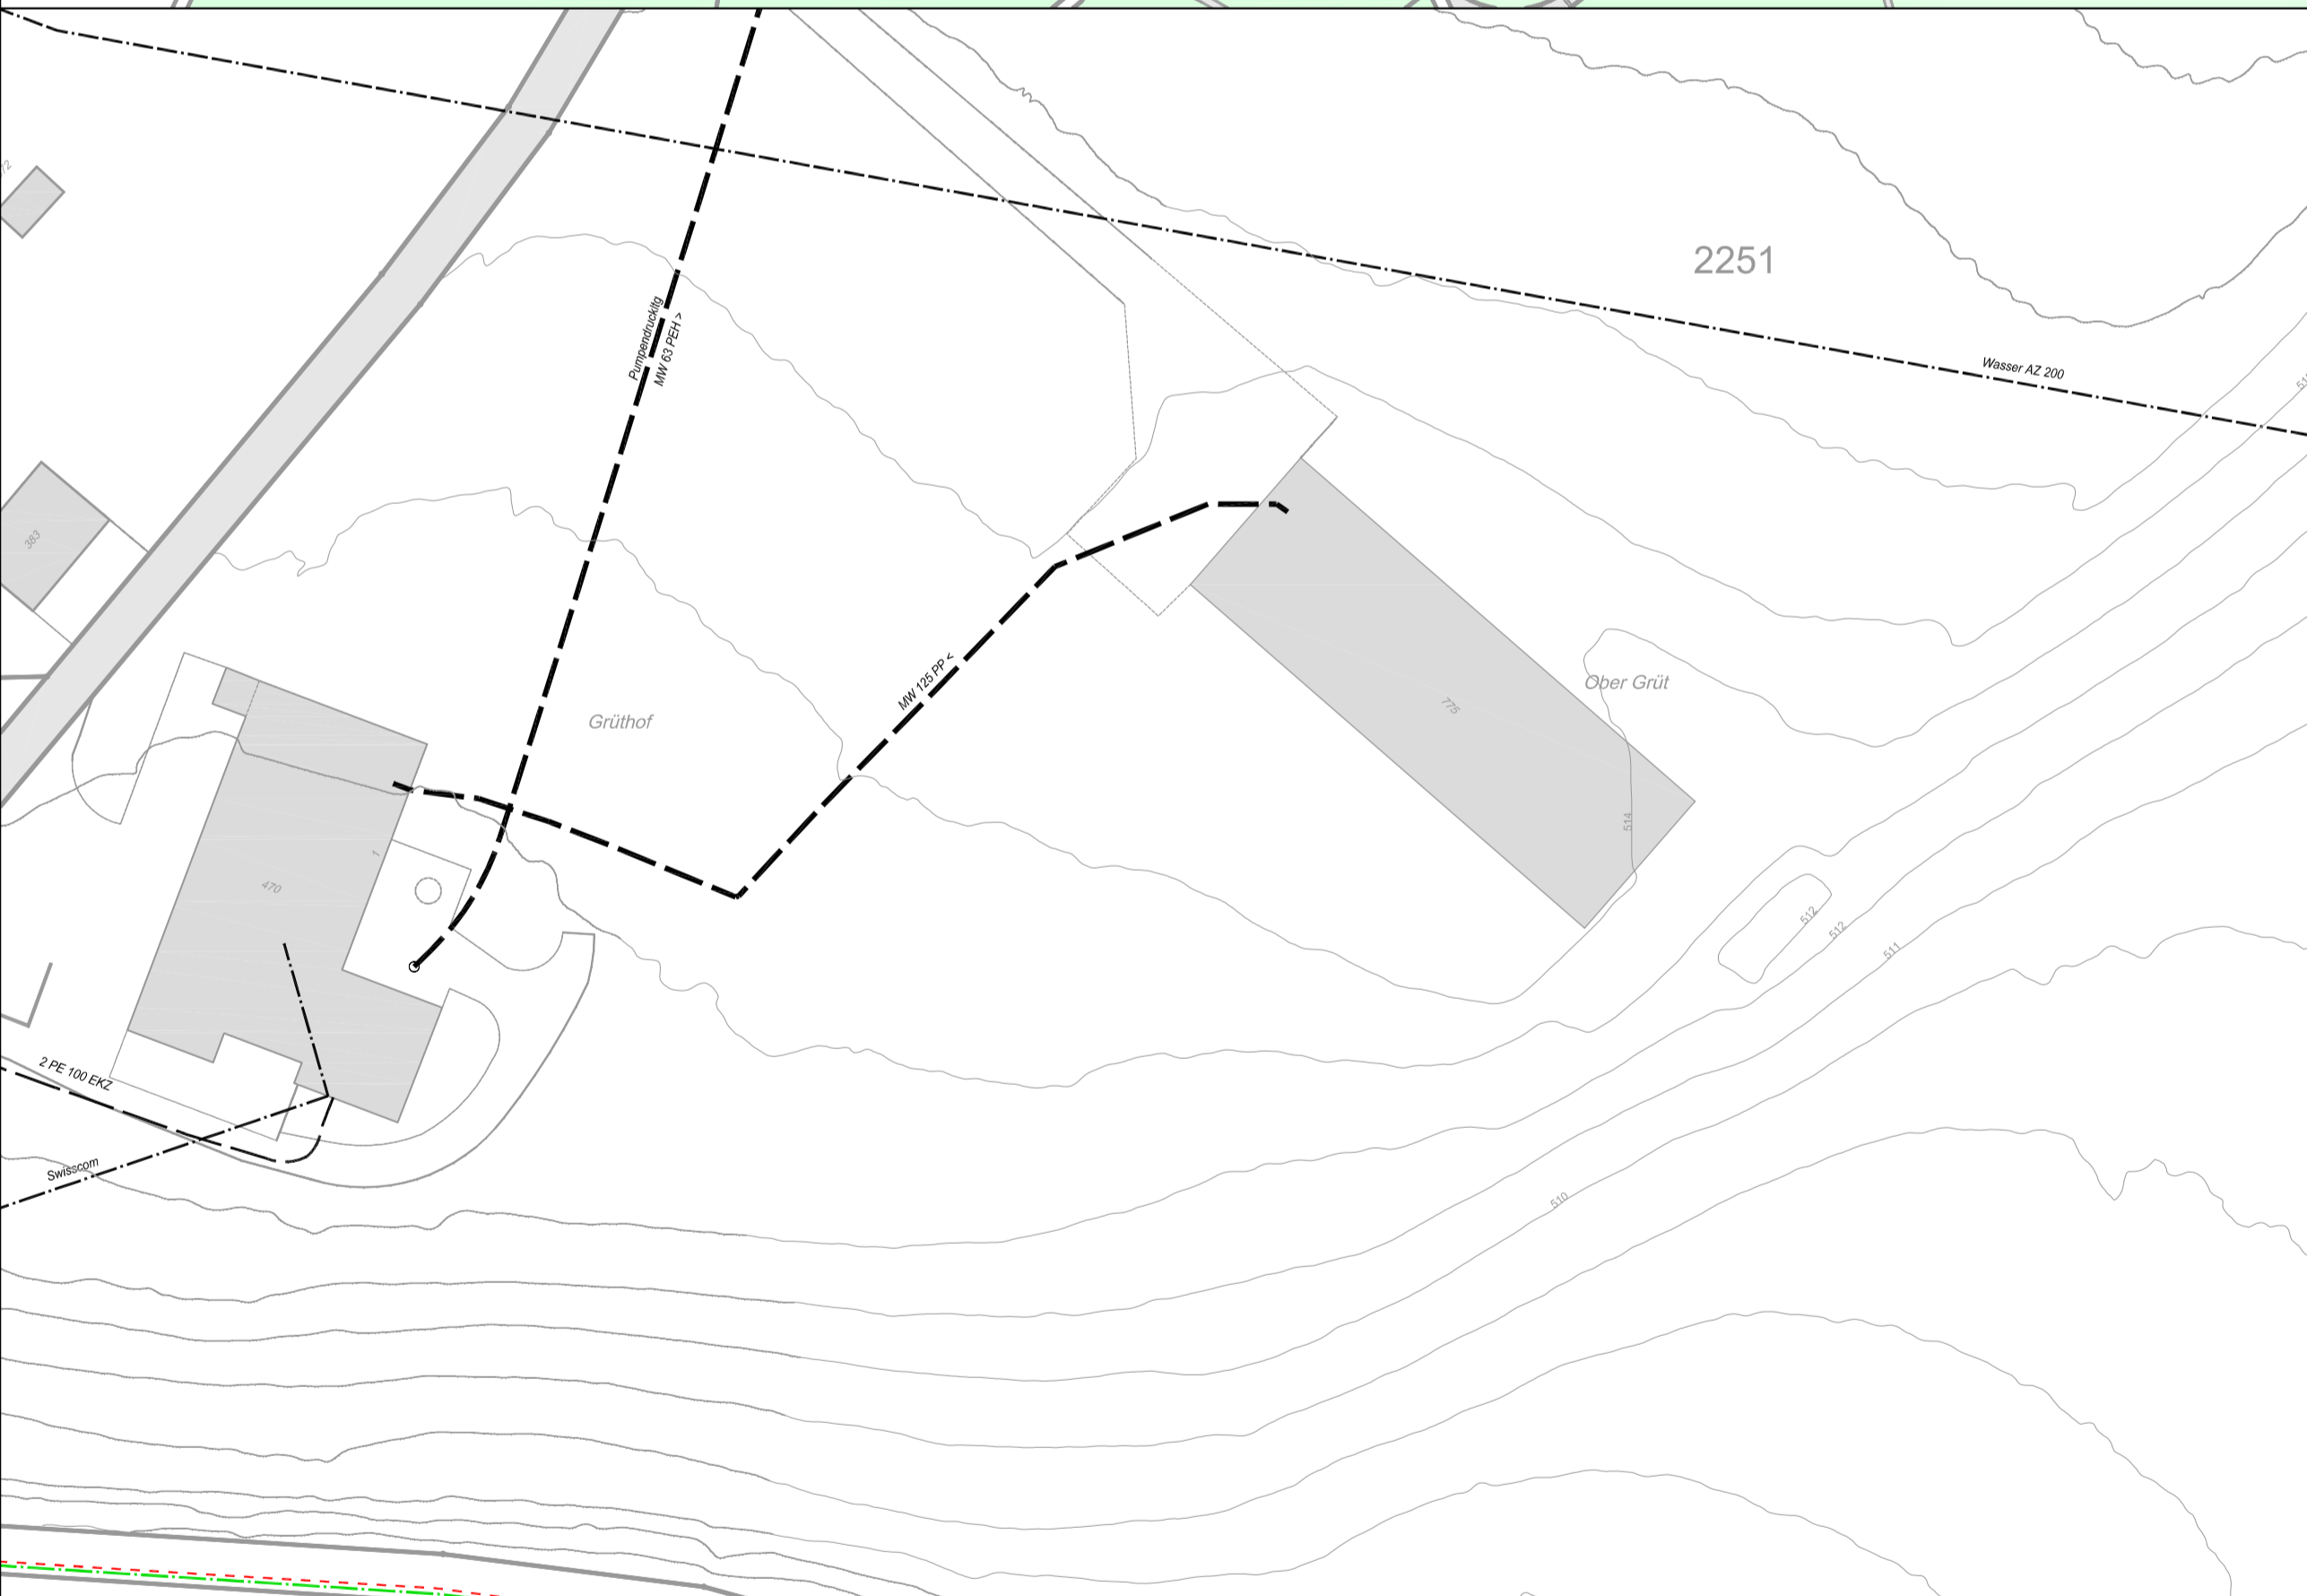 2251
Pumpendruckltg
MW 63 PEH >
Wasser AZ 200
383
MW 125 PP <
Ober Grüt
775
Grüthof
514
1
470
512
512
511
2 PE 100 EKZ
Swisscom
510